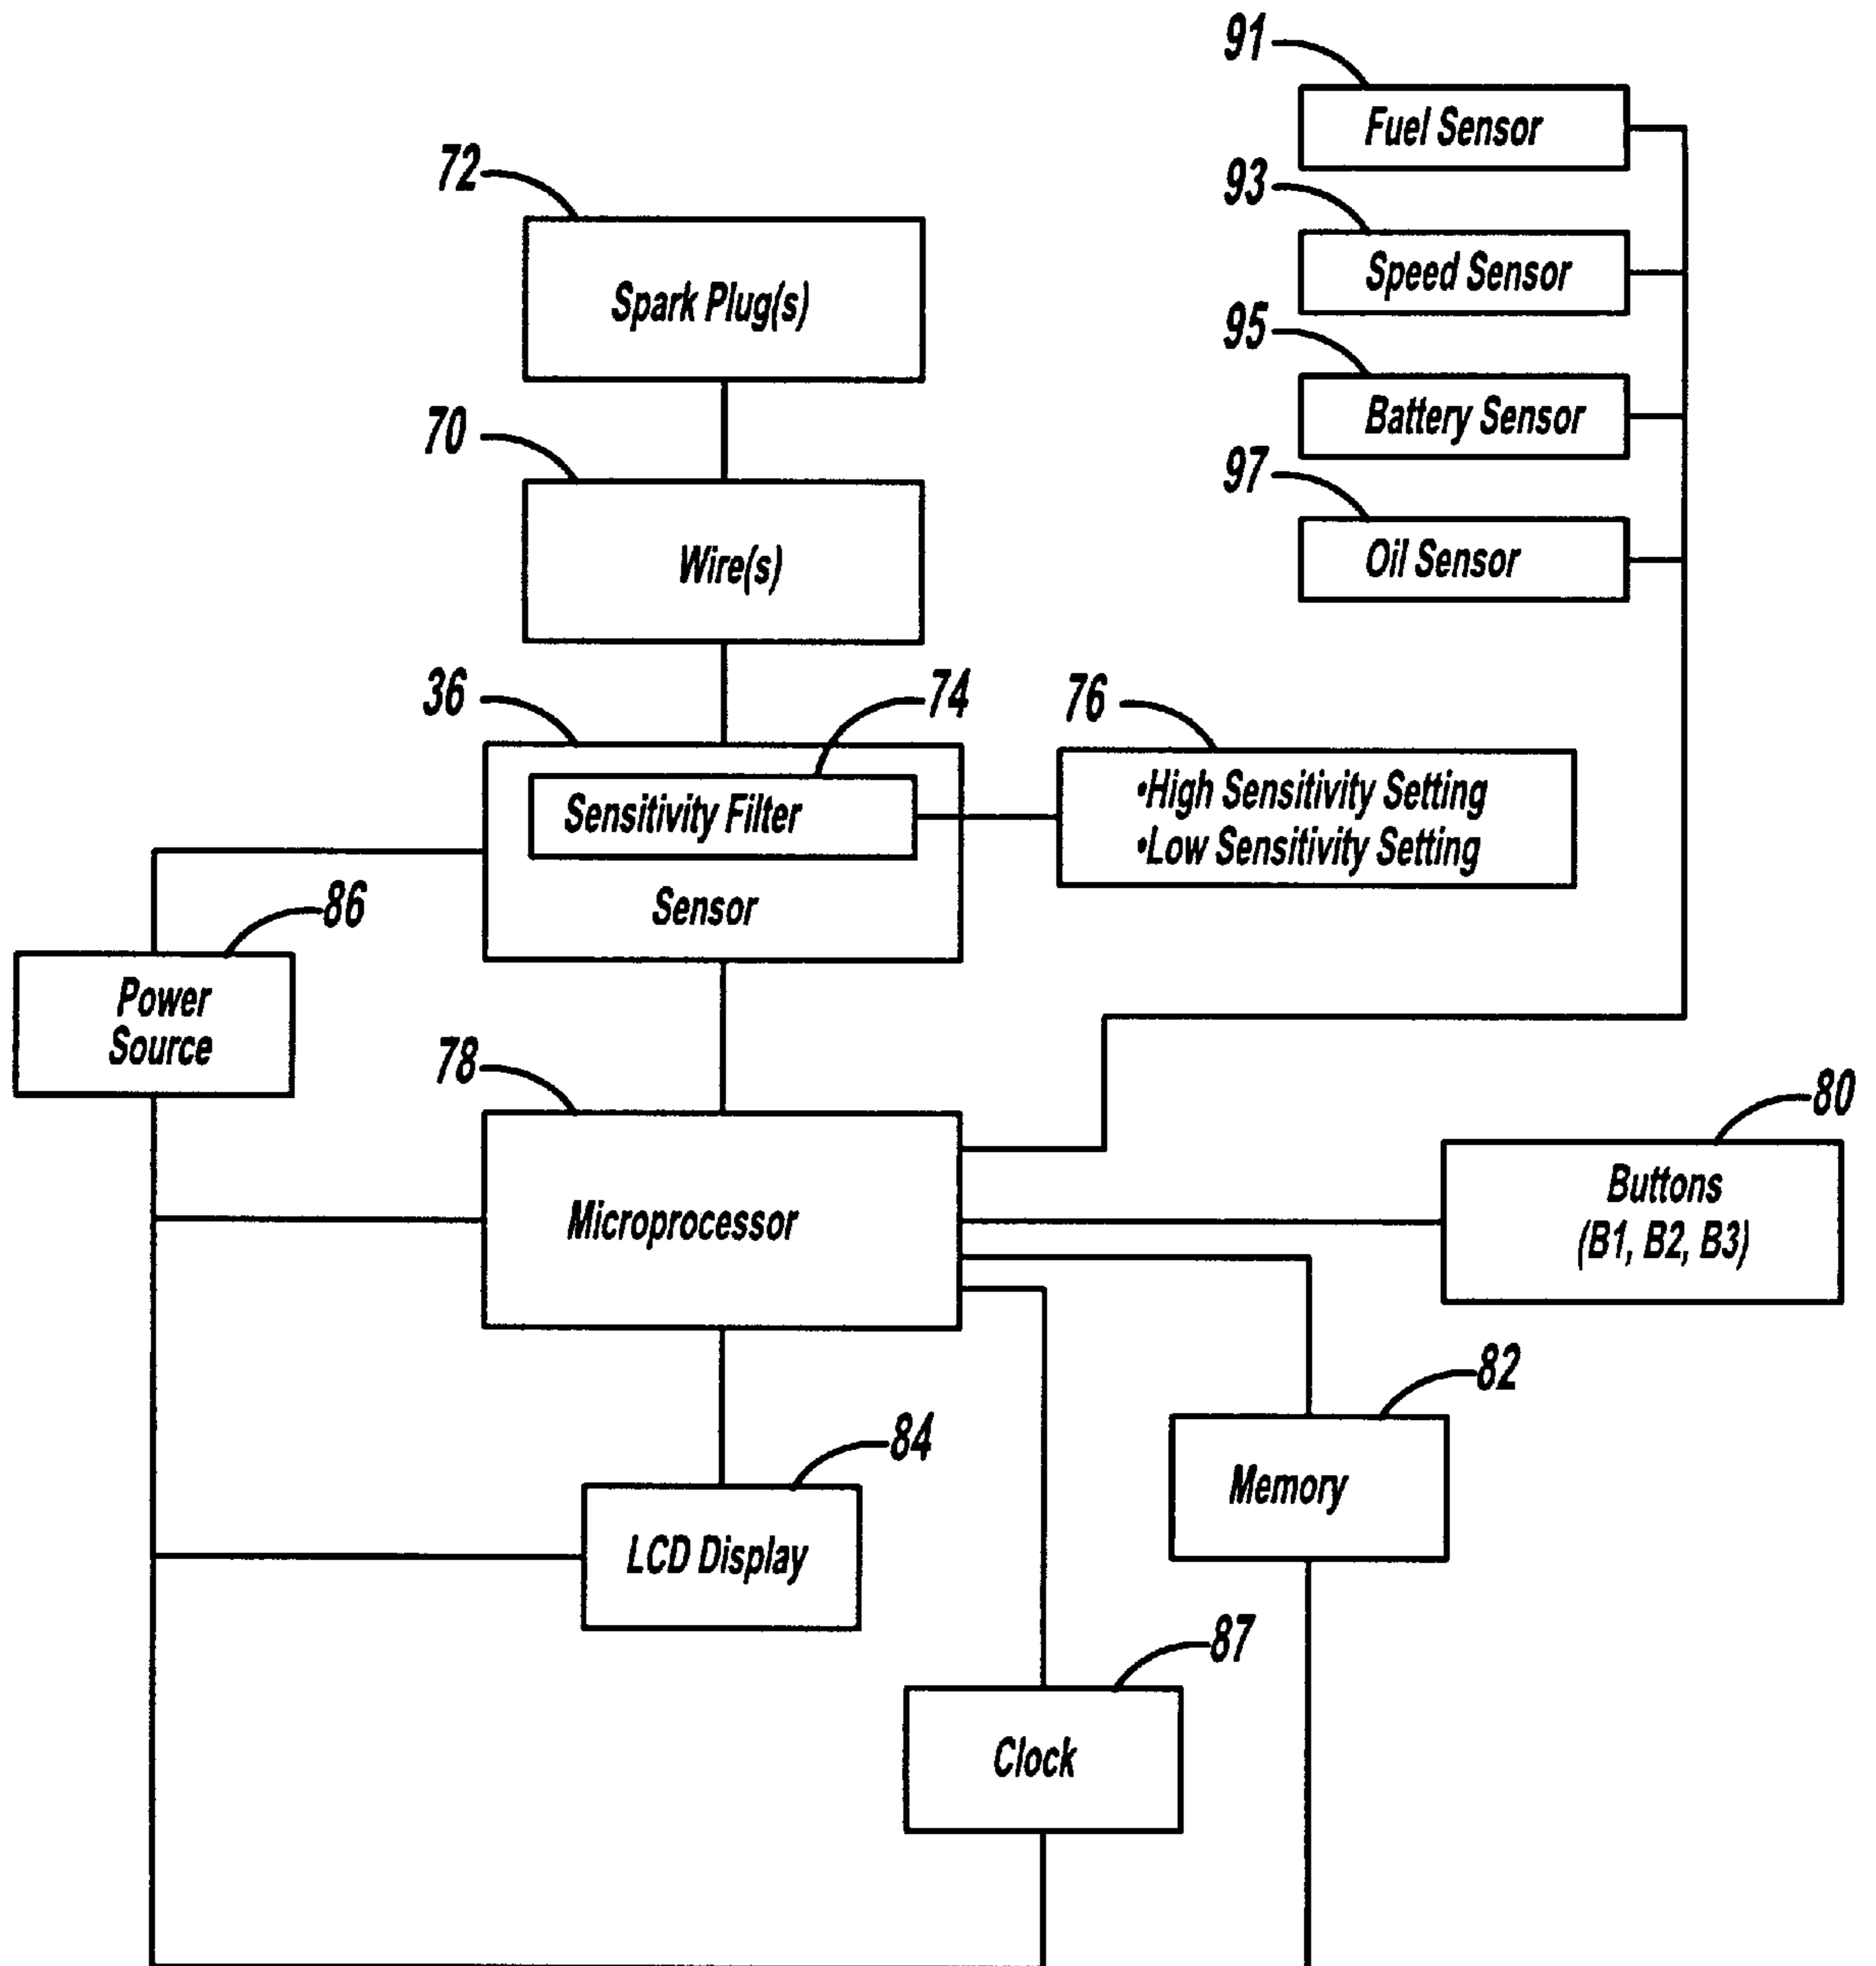 91
Fuel Sensor
72
93
Spark Plug(s)
Speed Sensor
95
Battery Sensor
70
97
Wire(s)
Oil Sensor
36
74
76
Sensitivity Filter
•High Sensitivity Setting
•Low Sensitivity Setting
Sensor
86
Power
Source
78
80
Microprocessor
Buttons
(B1, B2, B3)
82
84
Memory
LCD Display
87
Clock